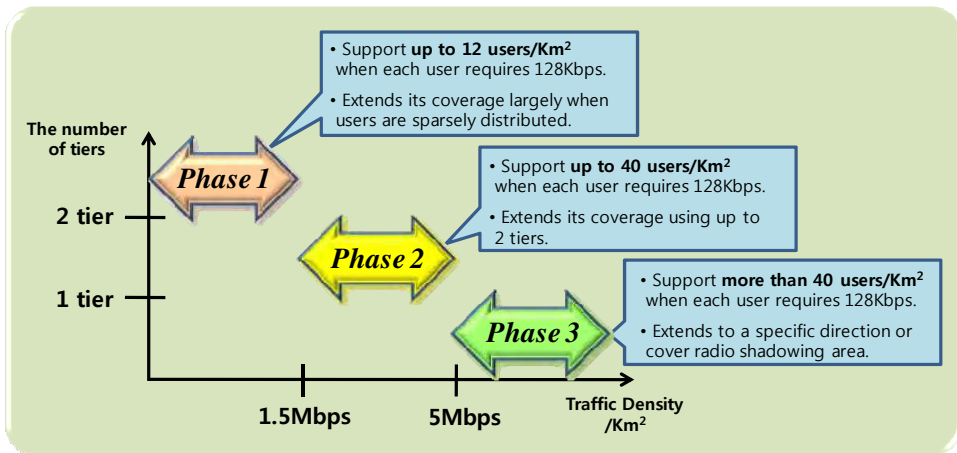 • Support up to 12 users/Km²
when each user requires 128Kbps.
• Extends its coverage largely when
users are sparsely distributed.
The number
of tiers
Phase 1
• Support up to 40 users/Km²
when each user requires 128Kbps.
• Extends its coverage using up to
2 tiers.
2 tier
Phase 2
• Support more than 40 users/Km²
when each user requires 128Kbps.
• Extends to a specific direction or
cover radio shadowing area.
1 tier
Phase 3
1.5Mbps
5Mbps
Traffic Density
/Km²